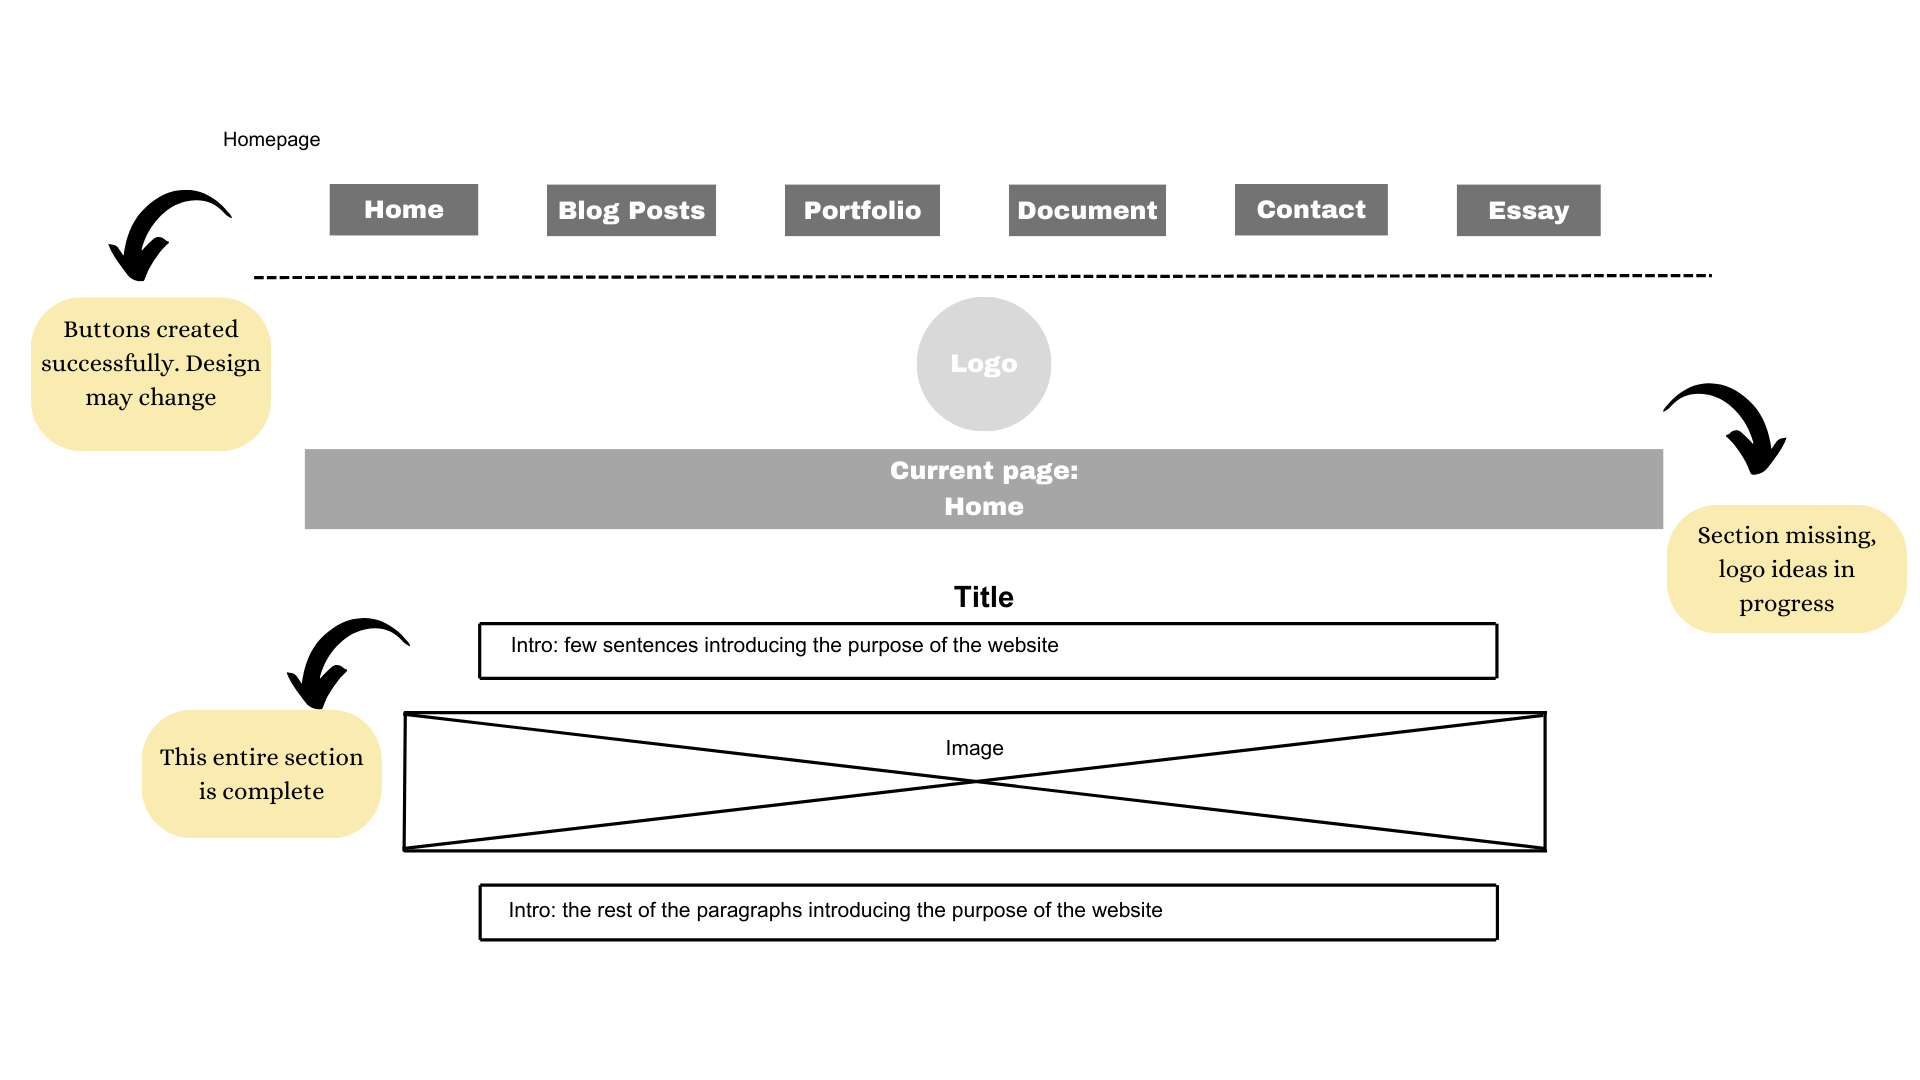 Homepage
Home
Blog Posts
Portfolio
Document
Contact
Essay
Buttons created
successfully. Design
may change
Logo
Current page:
Home
Section missing,
logo ideas in
progress
Title
Intro: few sentences introducing the purpose of the website
This entire section
is complete
Image
Intro: the rest of the paragraphs introducing the purpose of the website